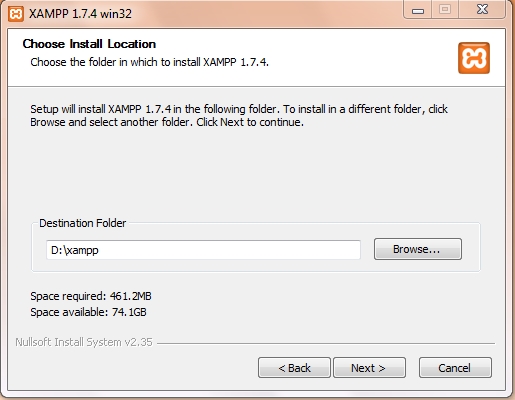 XAMPP 1.7.4 win32
Choose Install Location
Choose the folder in which to install XAMPP 1.7.4.
Setup will install XAMPP 1.7.4 in the following folder. To install in a different folder, click
Browse and select another folder. Click Next to continue.
Destination Folder
D:\xampp
Browse...
Space required: 461.2MB
Space available: 74.1GB
Nullsoft Install System v2.35
< Back
Next >
Cancel